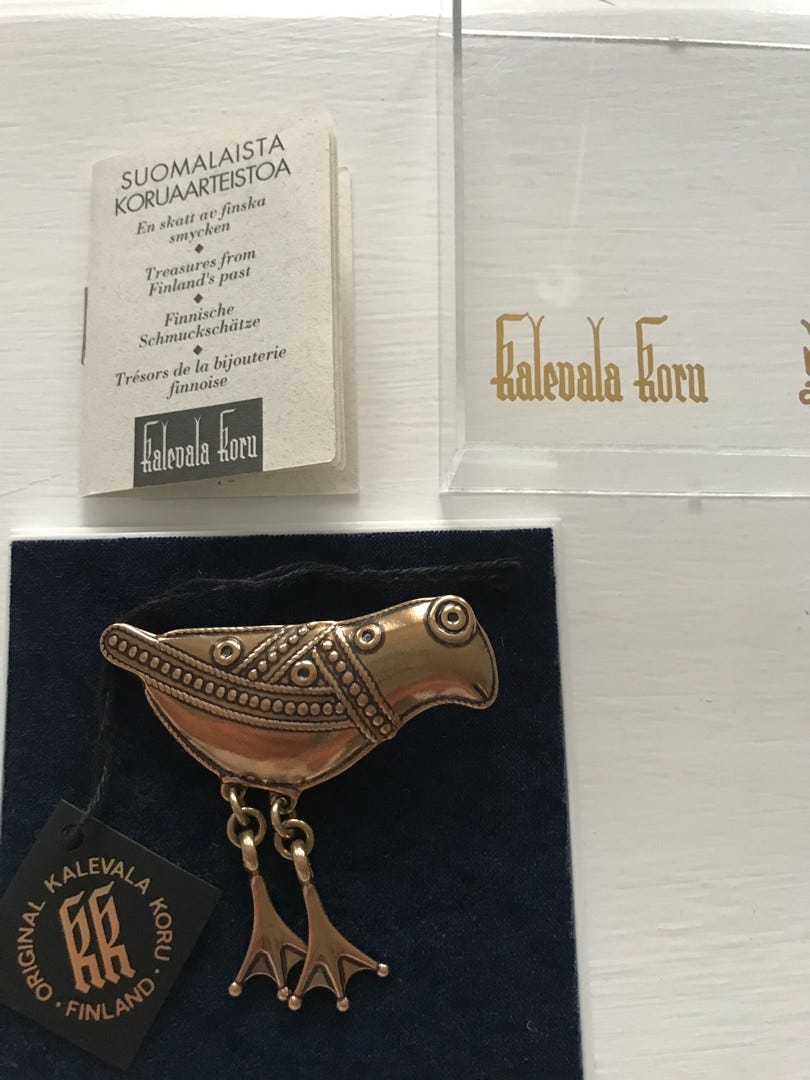 SUOMALAISTA
KORUAARTEISTOA
En skatt av finska
smycken
Treasures from
Finland's past
Finnische
Schmuckschätze
Trésors de la bijouterie
finnoise
Kalevala Koru
Kalevala Koru
ORIGINAL KALEVALA KORU · FINLAND ·
KK